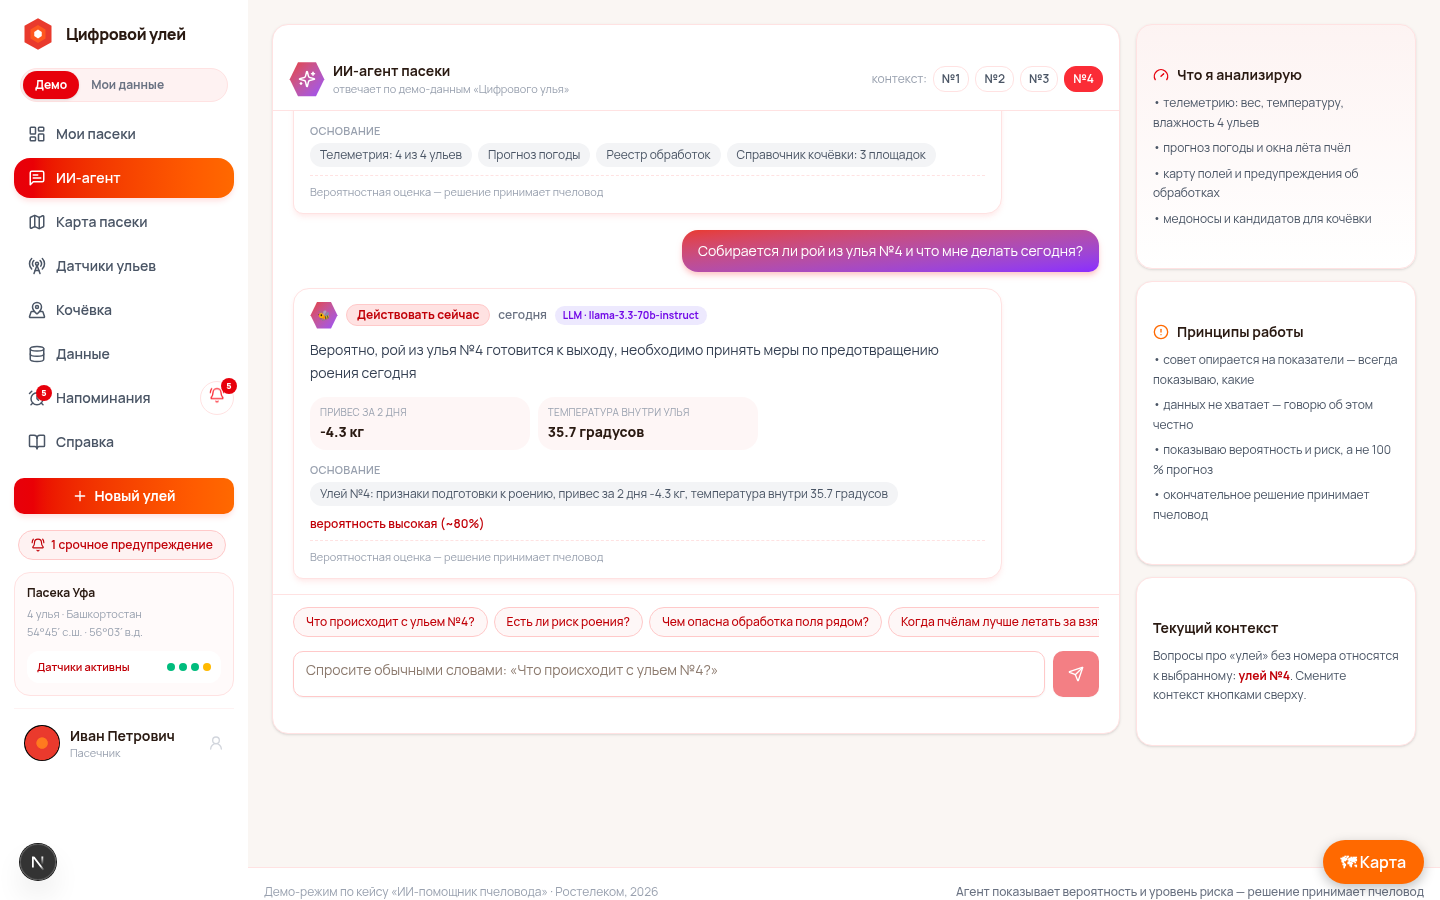 Цифровой улей
Демо Мои данные
Мои пасеки
ИИ-агент
Карта пасеки
Датчики ульев
Кочёвка
Данные
5 Напоминания 5
Справка
+ Новый улей
1 срочное предупреждение
Пасека Уфа
4 улья · Башкортостан
54°45′ с.ш. · 56°03′ в.д.
Датчики активны
Иван Петрович
Пасечник
N
ИИ-агент пасеки
отвечает по демо-данным «Цифрового улья»
контекст: №1 №2 №3 №4
ОСНОВАНИЕ
Телеметрия: 4 из 4 ульев Прогноз погоды Реестр обработок Справочник кочёвки: 3 площадок
Вероятностная оценка — решение принимает пчеловод
Собирается ли рой из улья №4 и что мне делать сегодня?
Действовать сейчас сегодня LLM · llama-3.3-70b-instruct
Вероятно, рой из улья №4 готовится к выходу, необходимо принять меры по предотвращению
роения сегодня
ПРИВЕС ЗА 2 ДНЯ ТЕМПЕРАТУРА ВНУТРИ УЛЬЯ
-4.3 кг 35.7 градусов
ОСНОВАНИЕ
Улей №4: признаки подготовки к роению, привес за 2 дня -4.3 кг, температура внутри 35.7 градусов
вероятность высокая (~80%)
Вероятностная оценка — решение принимает пчеловод
Что происходит с ульем №4? Есть ли риск роения? Чем опасна обработка поля рядом? Когда пчёлам лучше летать за взят
Спросите обычными словами: «Что происходит с ульем №4?»
Что я анализирую
• телеметрию: вес, температуру,
влажность 4 ульев
• прогноз погоды и окна лёта пчёл
• карту полей и предупреждения об
обработках
• медоносы и кандидатов для кочёвки
Принципы работы
• совет опирается на показатели — всегда
показываю, какие
• данных не хватает — говорю об этом
честно
• показываю вероятность и риск, а не 100
% прогноз
• окончательное решение принимает
пчеловод
Текущий контекст
Вопросы про «улей» без номера относятся
к выбранному: улей №4. Смените
контекст кнопками сверху.
Карта
Демо-режим по кейсу «ИИ-помощник пчеловода» · Ростелеком, 2026
Агент показывает вероятность и уровень риска — решение принимает пчеловод